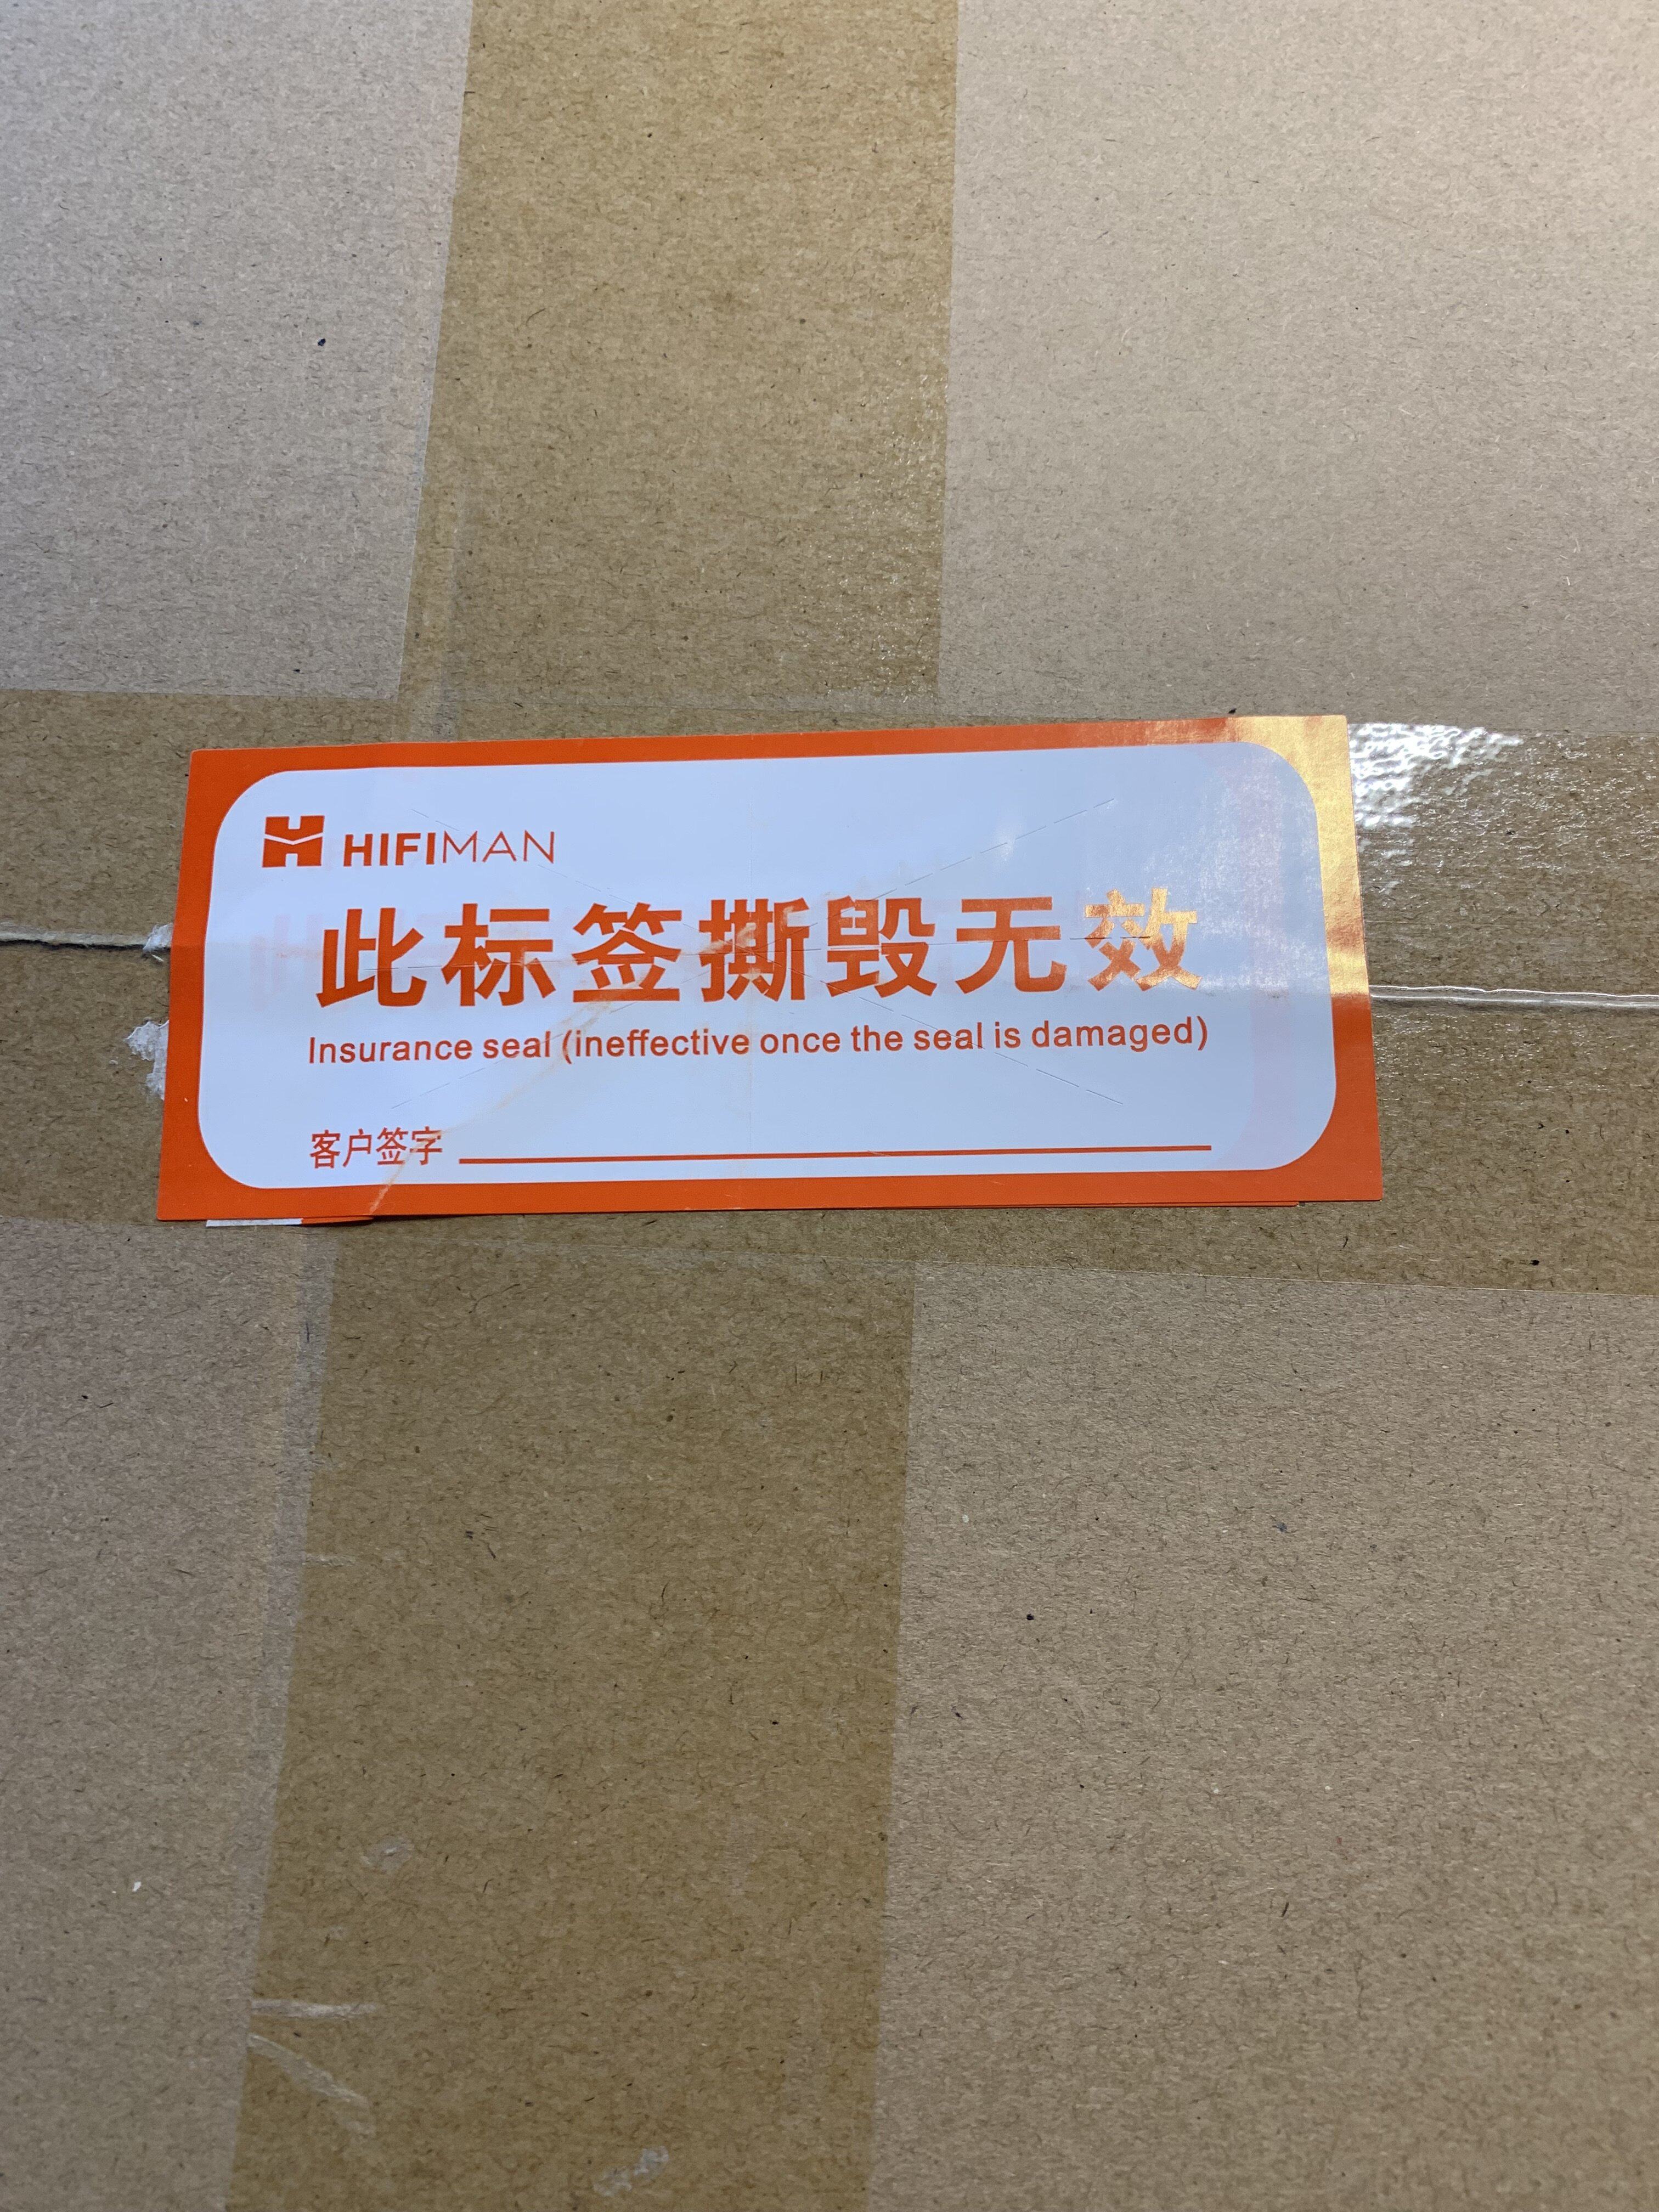 HIFIMAN
此标签撕毁无效
Insurance seal (ineffective once the seal is damaged)
客户签字